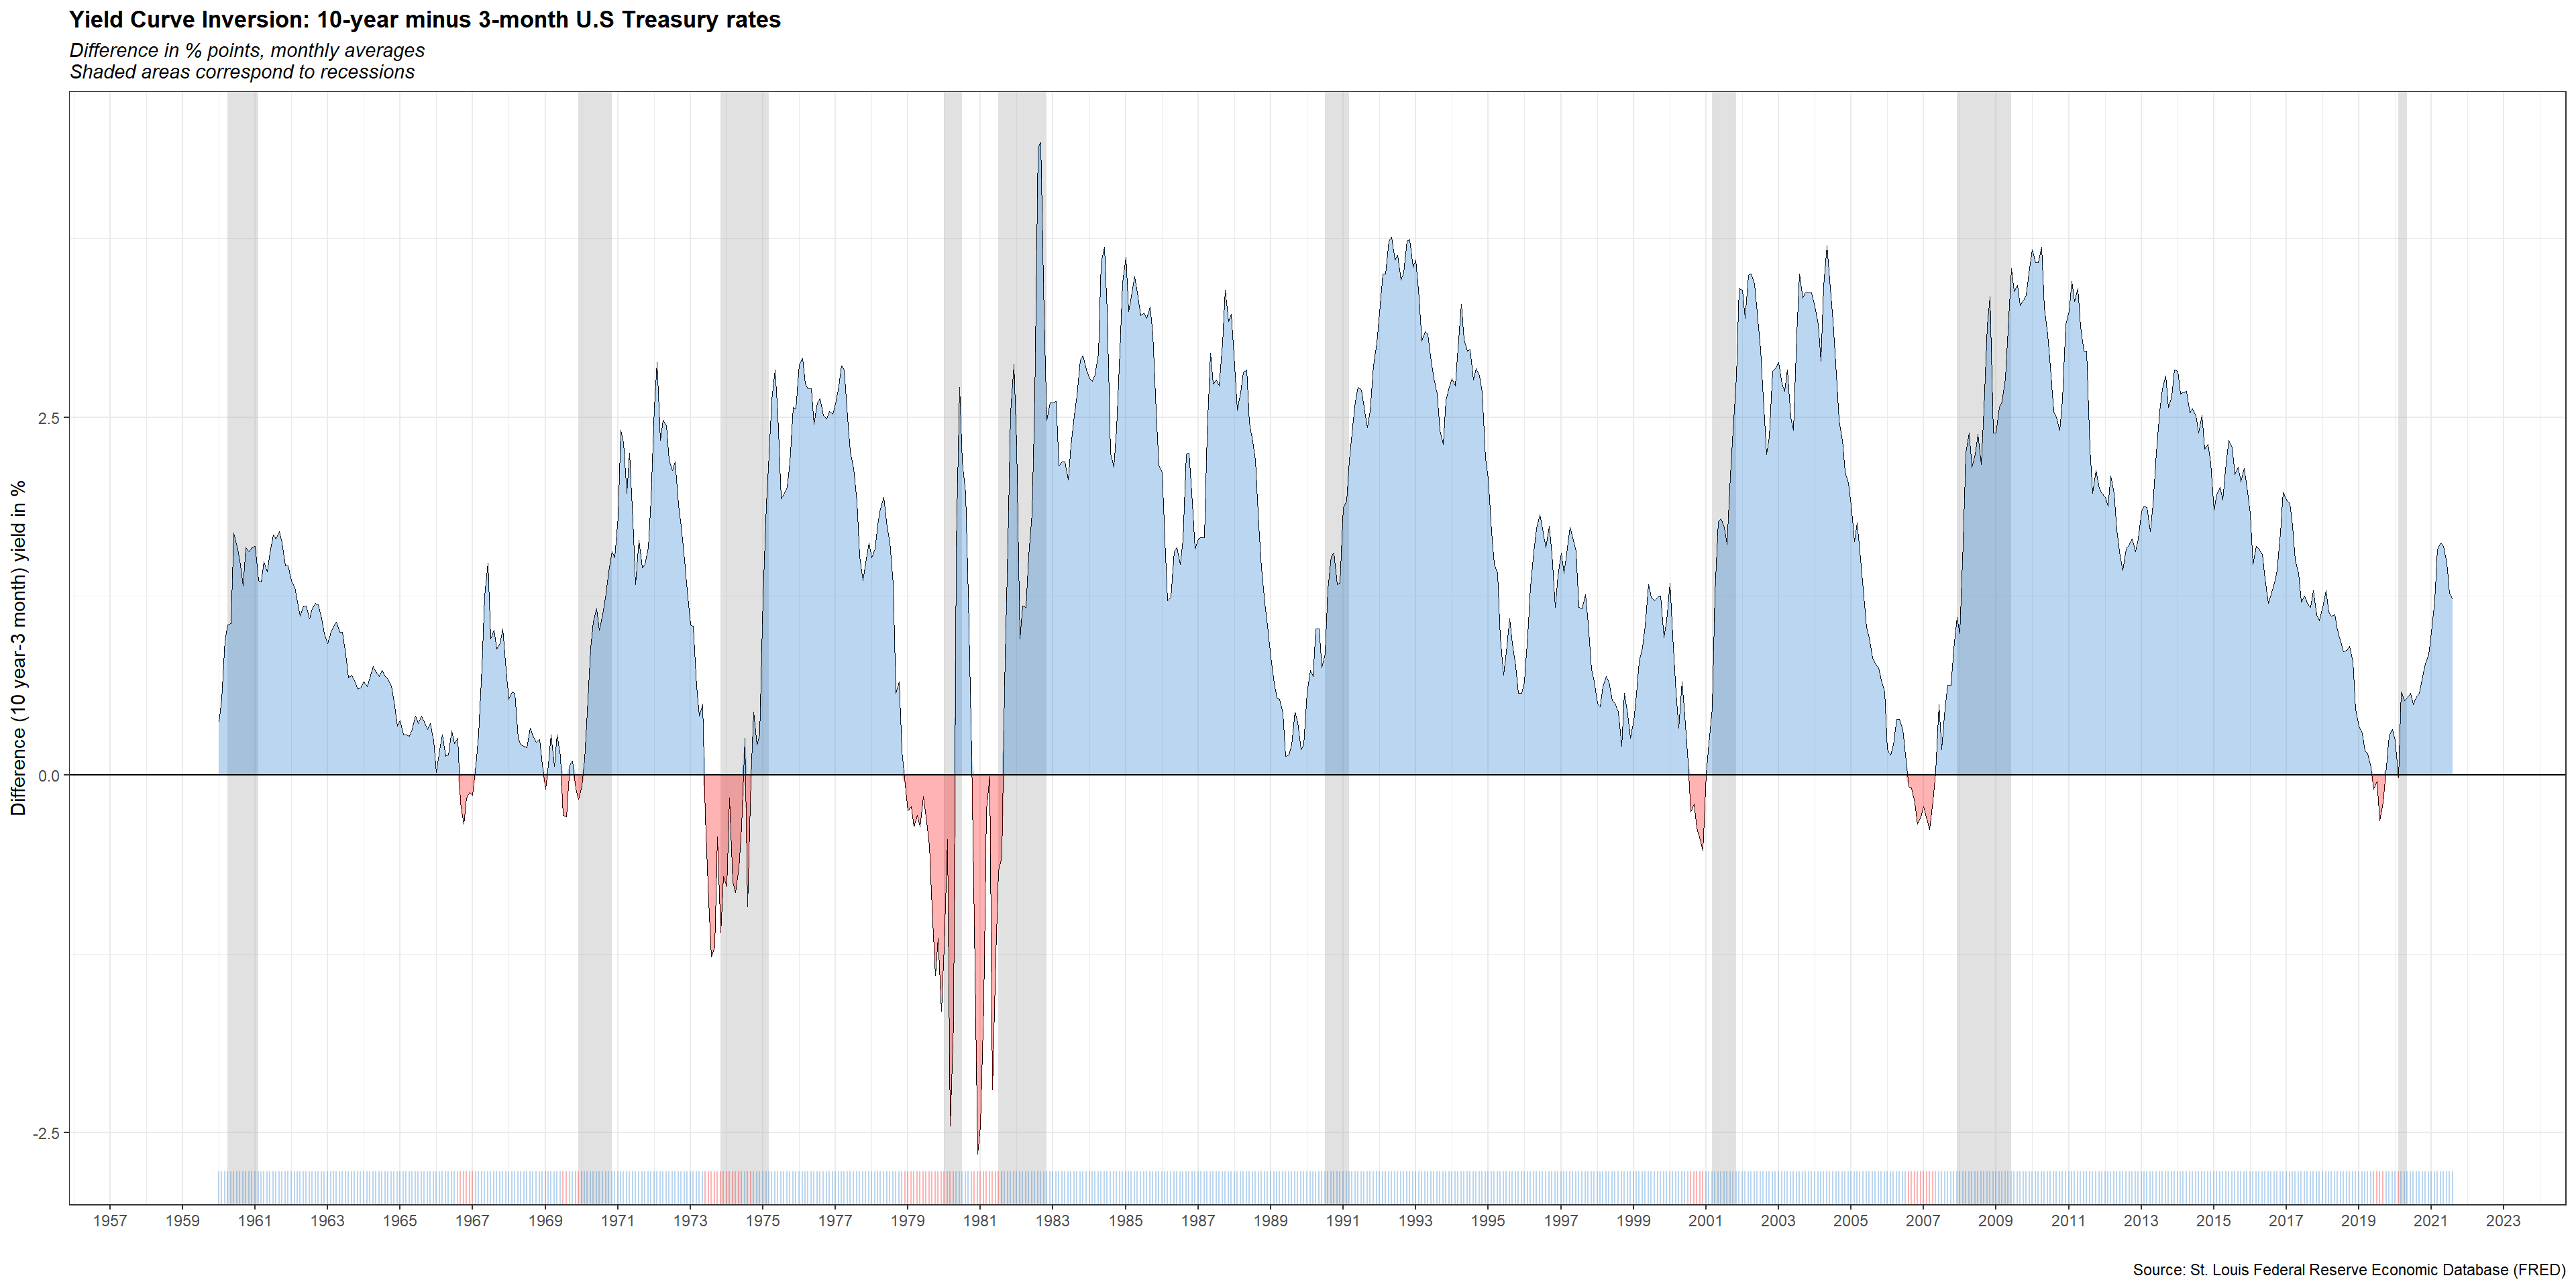 Yield Curve Inversion: 10-year minus 3-month U.S Treasury rates
Difference in % points, monthly averages
Shaded areas correspond to recessions
Difference (10 year-3 month) yield in %
2.5
0.0
-2.5
1957 1959 1961 1963 1965 1967 1969 1971 1973 1975 1977 1979 1981 1983 1985 1987 1989 1991 1993 1995 1997 1999 2001 2003 2005 2007 2009 2011 2013 2015 2017 2019 2021 2023
Source: St. Louis Federal Reserve Economic Database (FRED)